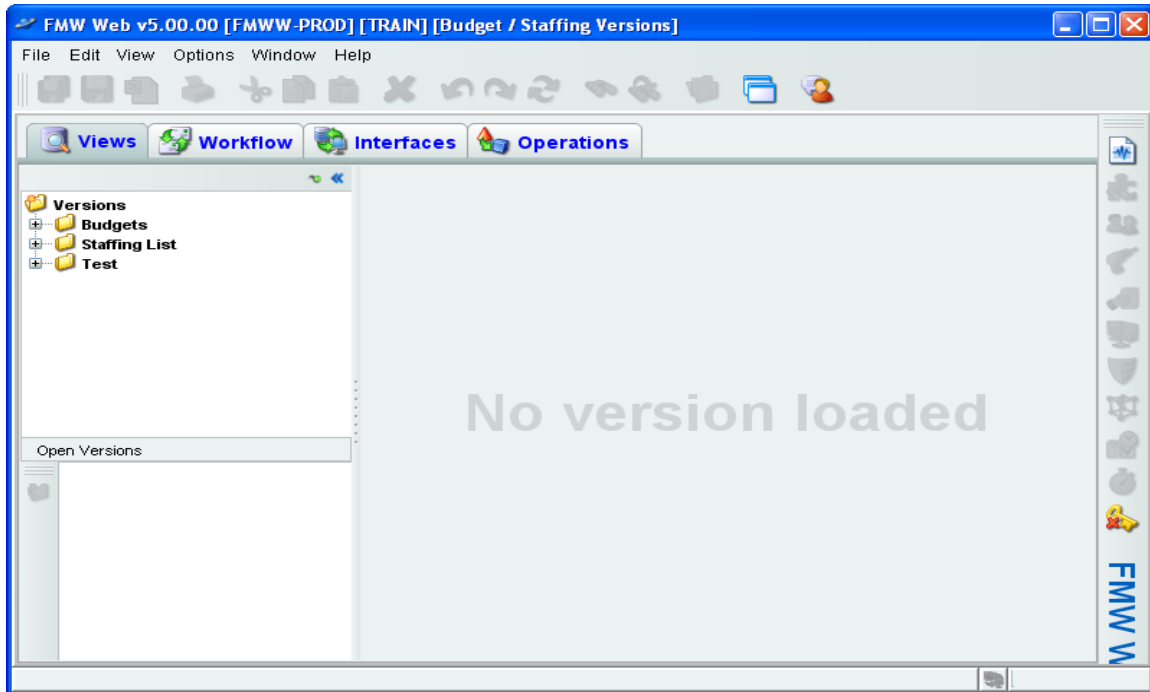 FMW Web v5.00.00 [FMWW-PROD] [TRAIN] [Budget / Staffing Versions]
File Edit View Options Window Help
Views Workflow Interfaces Operations
Versions
Budgets
Staffing List
Test
No version loaded
Open Versions
FMW W